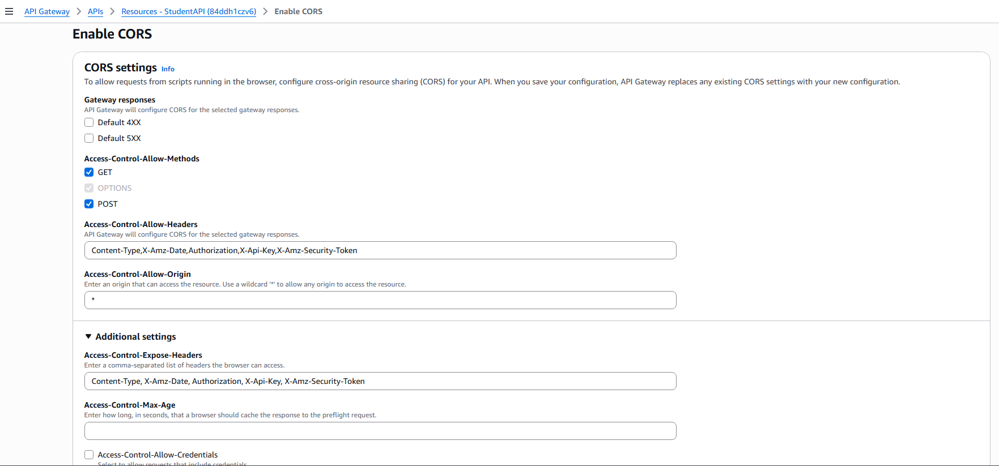 API Gateway > APIs > Resources - StudentAPI (84ddh1czv6) > Enable CORS
Enable CORS
CORS settings Info
To allow requests from scripts running in the browser, configure cross-origin resource sharing (CORS) for your API. When you save your configuration, API Gateway replaces any existing CORS settings with your new configuration.
Gateway responses
API Gateway will configure CORS for the selected gateway responses.
Default 4XX
Default 5XX
Access-Control-Allow-Methods
GET
OPTIONS
POST
Access-Control-Allow-Headers
API Gateway will configure CORS for the selected gateway responses.
Content-Type,X-Amz-Date,Authorization,X-Api-Key,X-Amz-Security-Token
Access-Control-Allow-Origin
Enter an origin that can access the resource. Use a wildcard '*' to allow any origin to access the resource.
*
Additional settings
Access-Control-Expose-Headers
Enter a comma-separated list of headers the browser can access.
Content-Type, X-Amz-Date, Authorization, X-Api-Key, X-Amz-Security-Token
Access-Control-Max-Age
Enter how long, in seconds, that a browser should cache the response to the preflight request.
Access-Control-Allow-Credentials
Select to allow requests that include credentials.